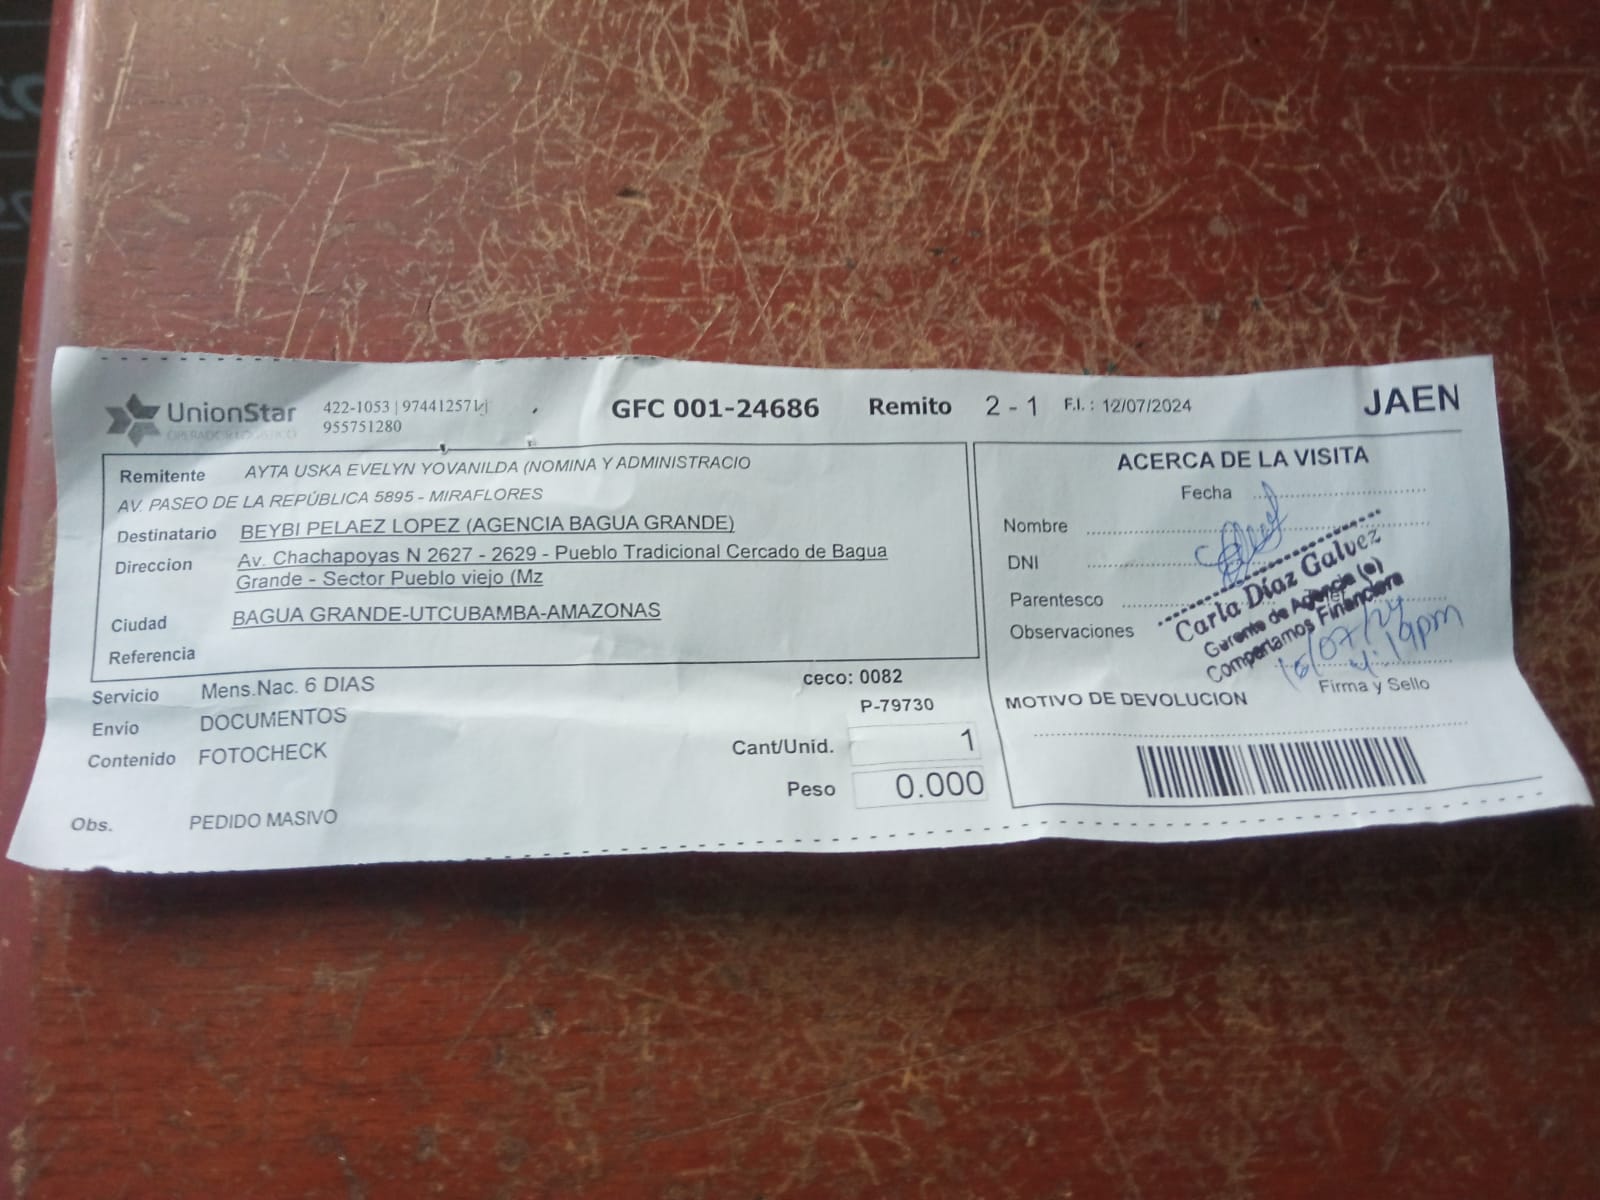 UnionStar
OPERADOR LOGISTICO
422-1053 | 974412571
955751280
GFC 001-24686 Remito 2 - 1 F.I. : 12/07/2024 JAEN
Remitente AYTA USKA EVELYN YOVANILDA (NOMINA Y ADMINISTRACIO
AV. PASEO DE LA REPÚBLICA 5895 - MIRAFLORES
Destinatario BEYBI PELAEZ LOPEZ (AGENCIA BAGUA GRANDE)
Direccion Av. Chachapoyas N 2627 - 2629 - Pueblo Tradicional Cercado de Bagua
Grande - Sector Pueblo viejo (Mz
Ciudad BAGUA GRANDE-UTCUBAMBA-AMAZONAS
Referencia
Servicio Mens.Nac. 6 DIAS
ceco: 0082
Envío DOCUMENTOS
P-79730
Contenido FOTOCHECK
Cant/Unid. 1
Peso 0.000
Obs. PEDIDO MASIVO
ACERCA DE LA VISITA
Fecha
Nombre
DNI
Parentesco
Observaciones
Carla Díaz Galvez
Gerente de Agencia (e)
Compartamos Financiera
16/07/24
4:19pm
Firma y Sello
MOTIVO DE DEVOLUCION